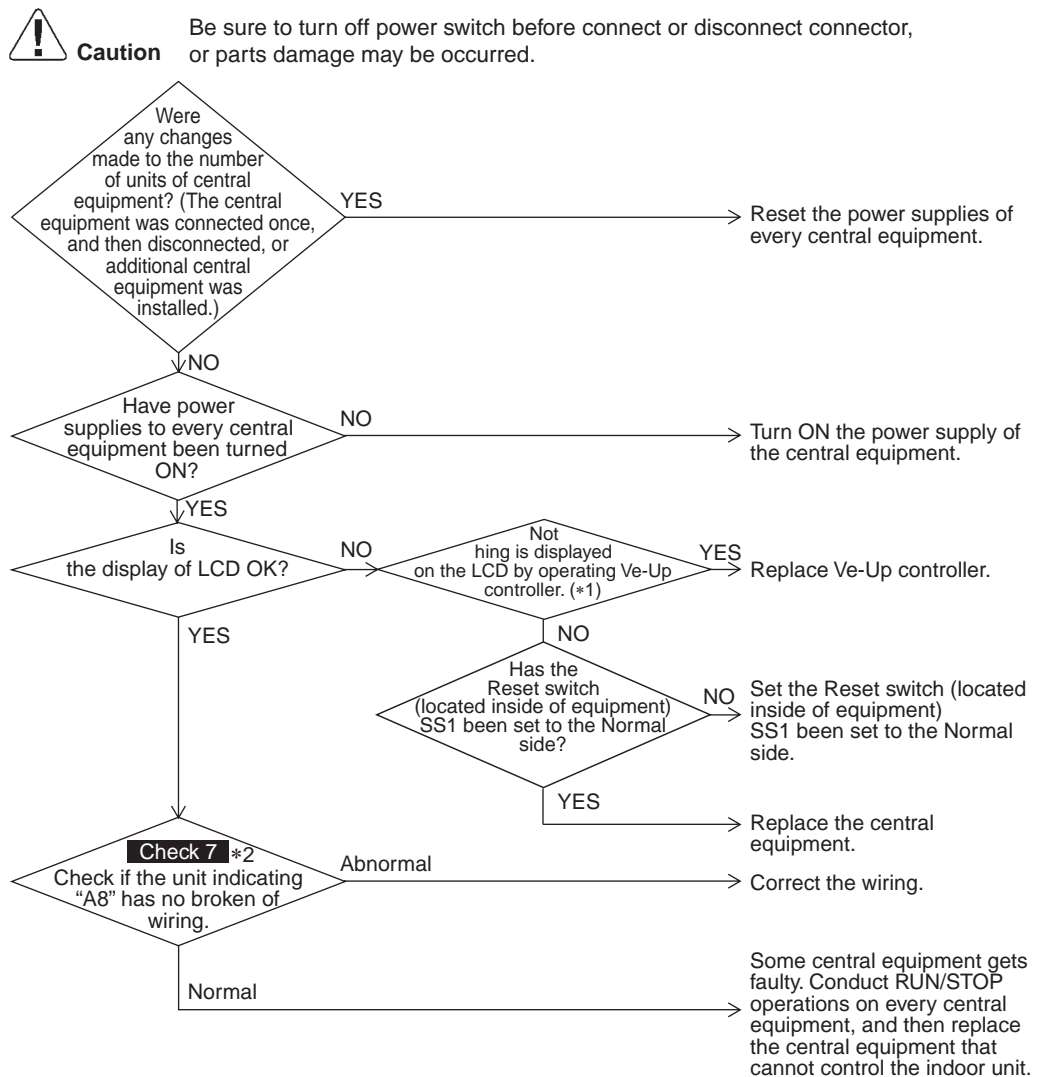 Be sure to turn off power switch before connect or disconnect connector,
Caution
or parts damage may be occurred.
Were
any changes
made to the number
of units of central
equipment? (The central
equipment was connected once,
and then disconnected, or
additional central
equipment was
installed.)
YES
Reset the power supplies of
every central equipment.
NO
Have power
supplies to every central
equipment been turned
ON?
NO
Turn ON the power supply of
the central equipment.
YES
Is
the display of LCD OK?
NO
Not
hing is displayed
on the LCD by operating Ve-Up
controller. (*1)
YES
Replace Ve-Up controller.
YES
NO
Has the
Reset switch
(located inside of equipment)
SS1 been set to the Normal
side?
NO
Set the Reset switch (located
inside of equipment)
SS1 been set to the Normal
side.
YES
Replace the central
equipment.
Check 7 *2
Check if the unit indicating
“A8” has no broken of
wiring.
Abnormal
Correct the wiring.
Normal
Some central equipment gets
faulty. Conduct RUN/STOP
operations on every central
equipment, and then replace
the central equipment that
cannot control the indoor unit.